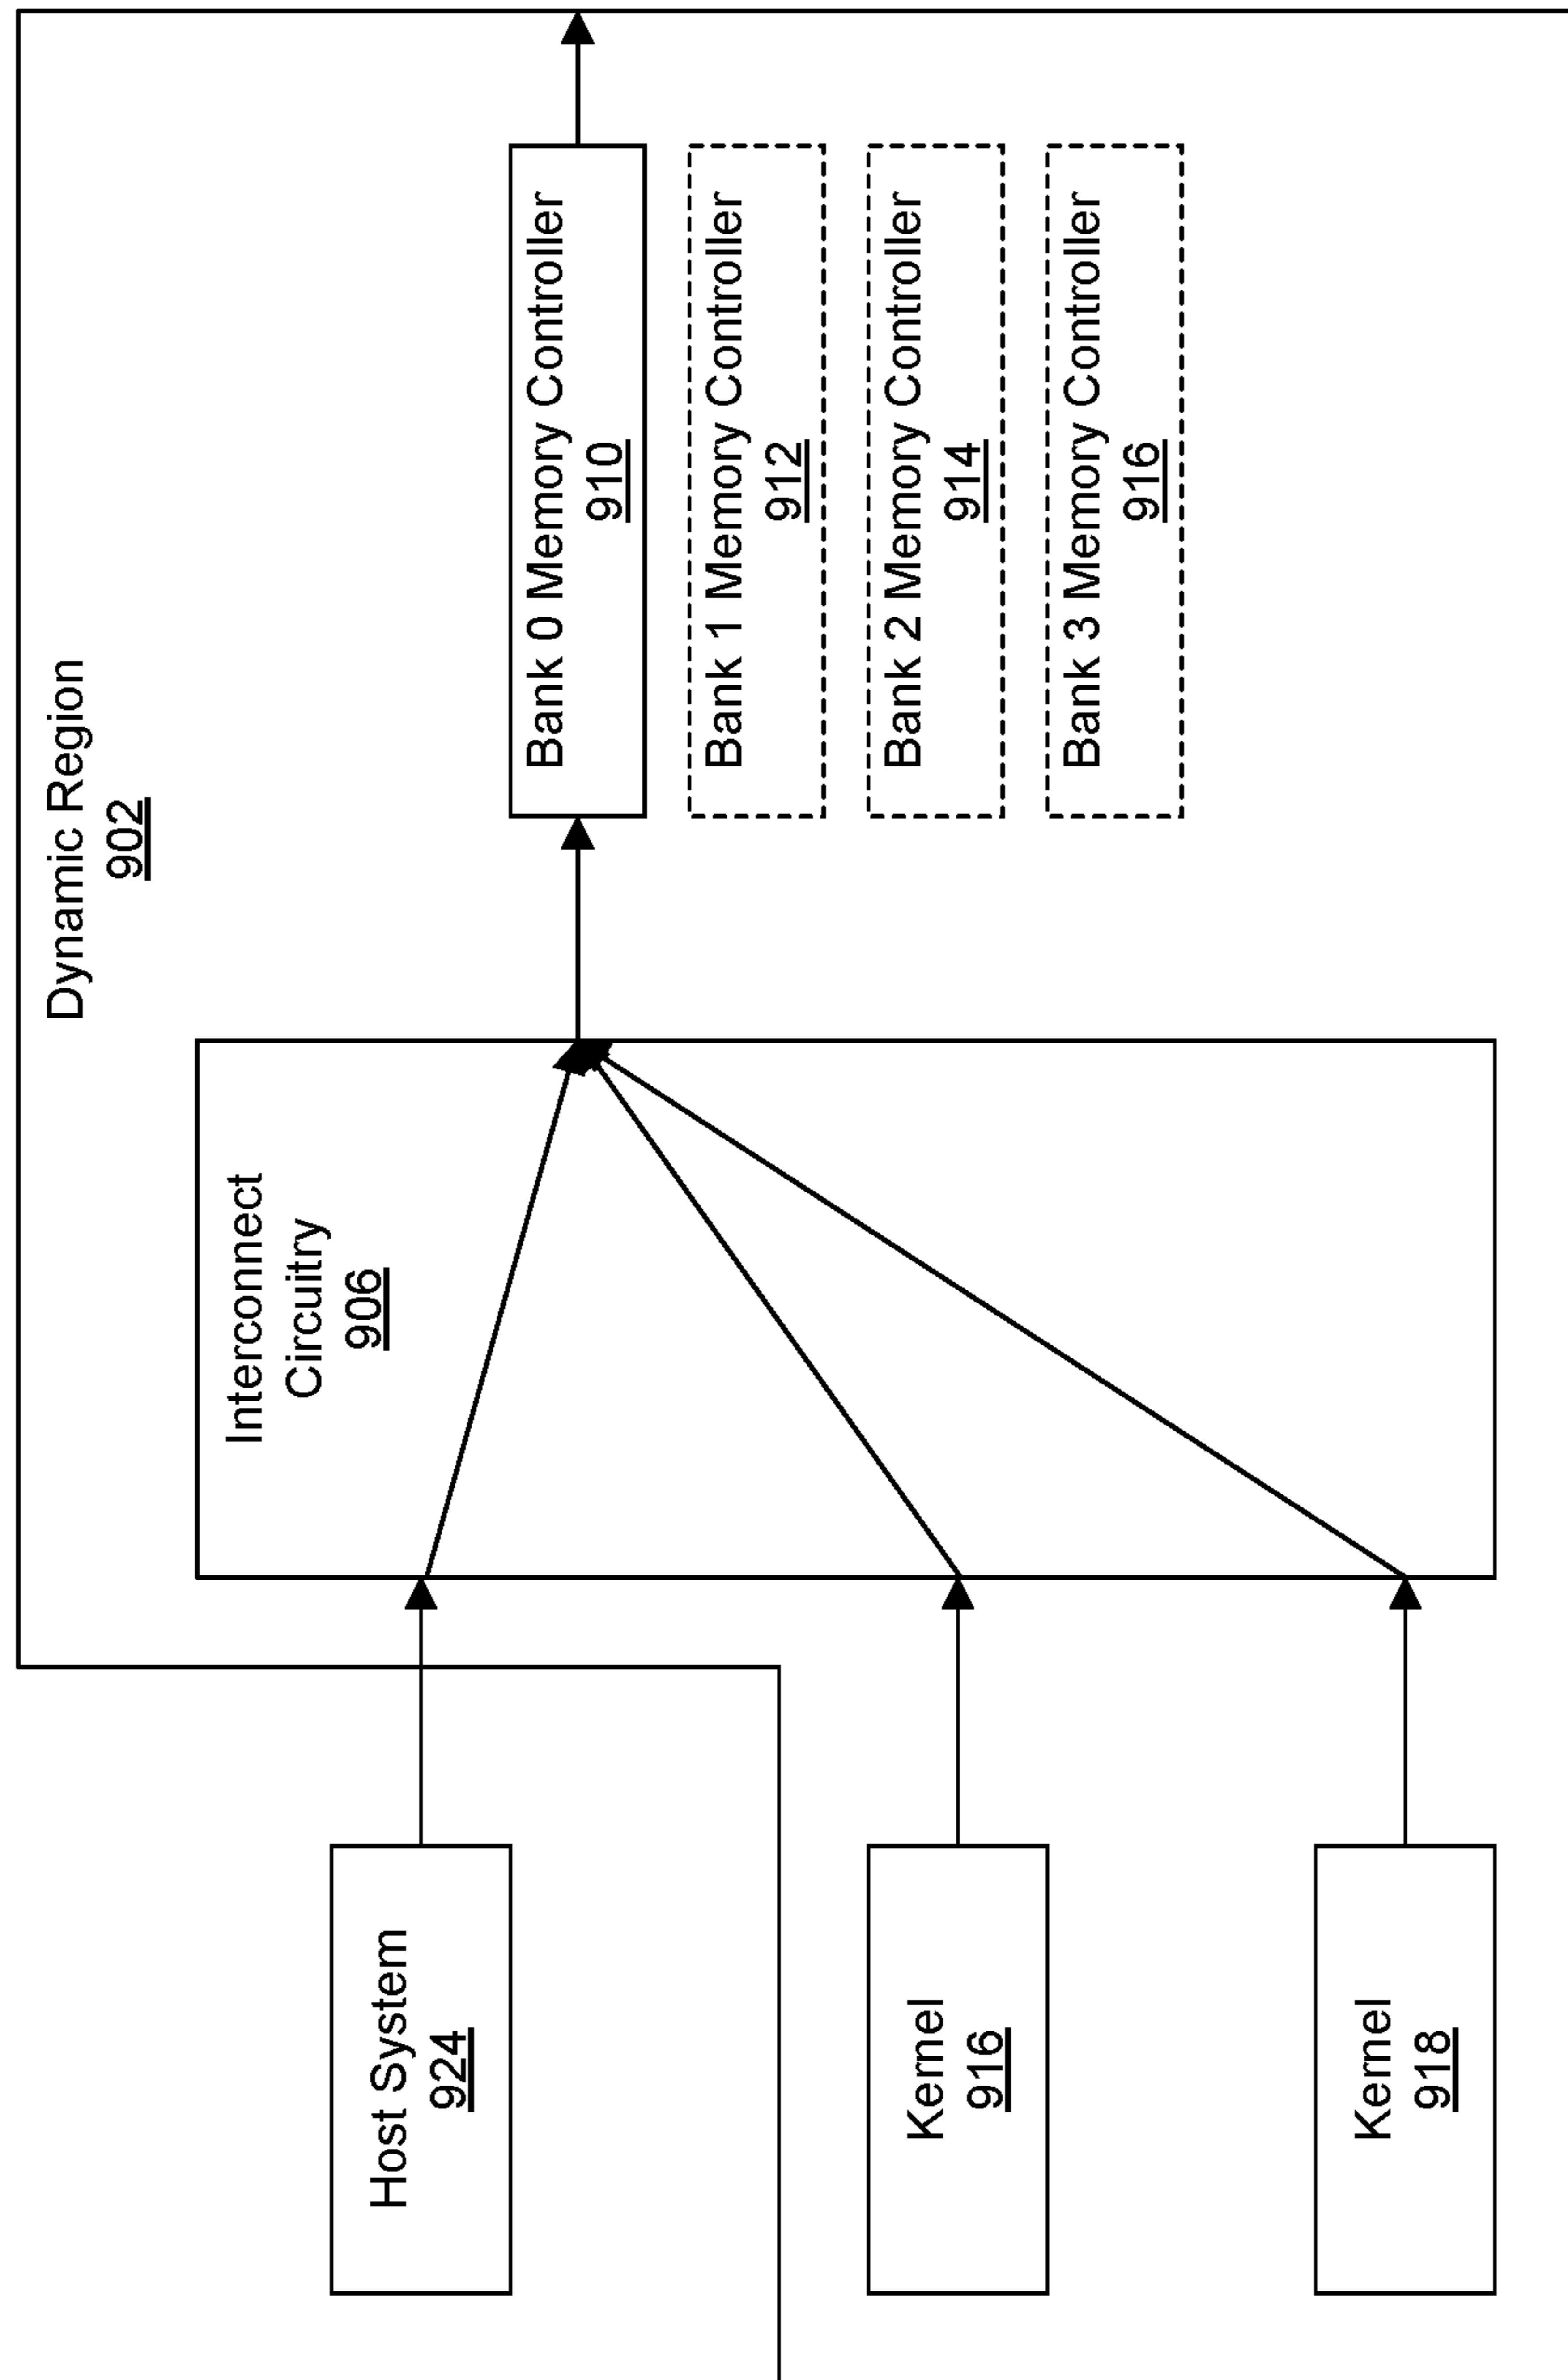 Dynamic Region
902
Host System
924
Interconnect
Circuitry
906
Bank 0 Memory Controller
910
Bank 1 Memory Controller
912
Bank 2 Memory Controller
914
Bank 3 Memory Controller
916
Kernel
916
Kernel
918